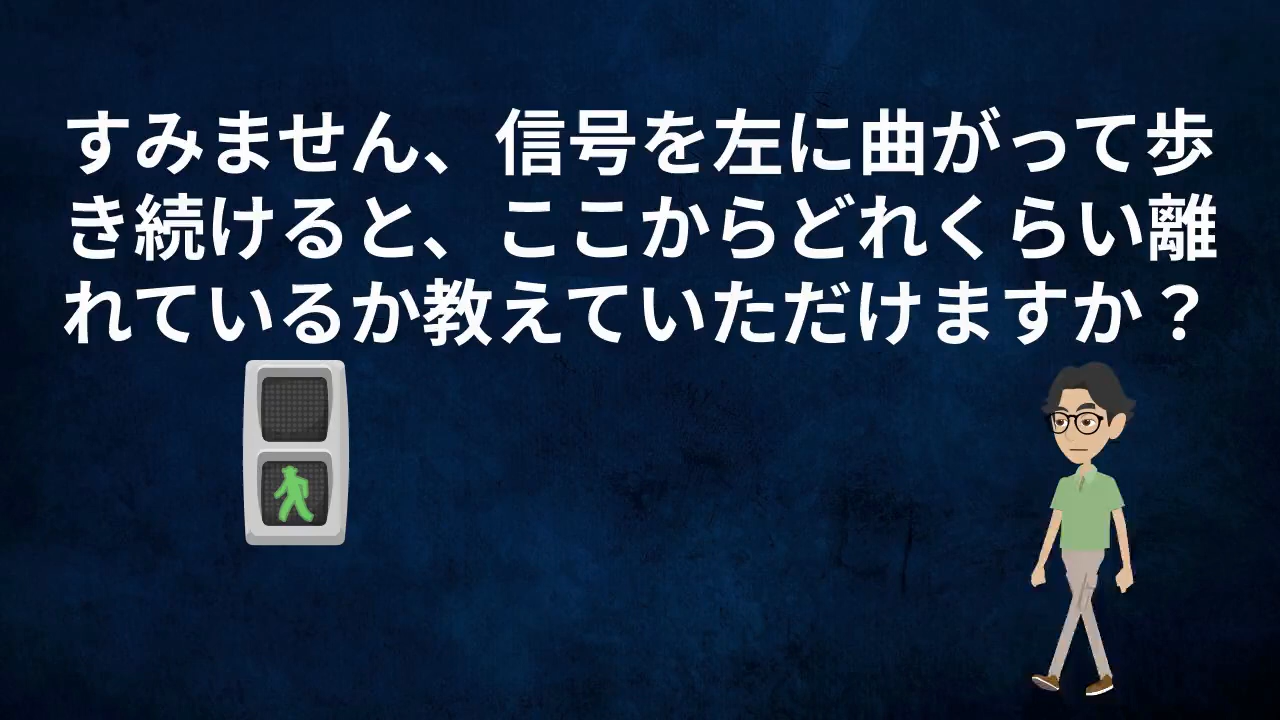 すみません、信号を左に曲がって歩
き続けると、ここからどれくらい離
れているか教えていただけますか？